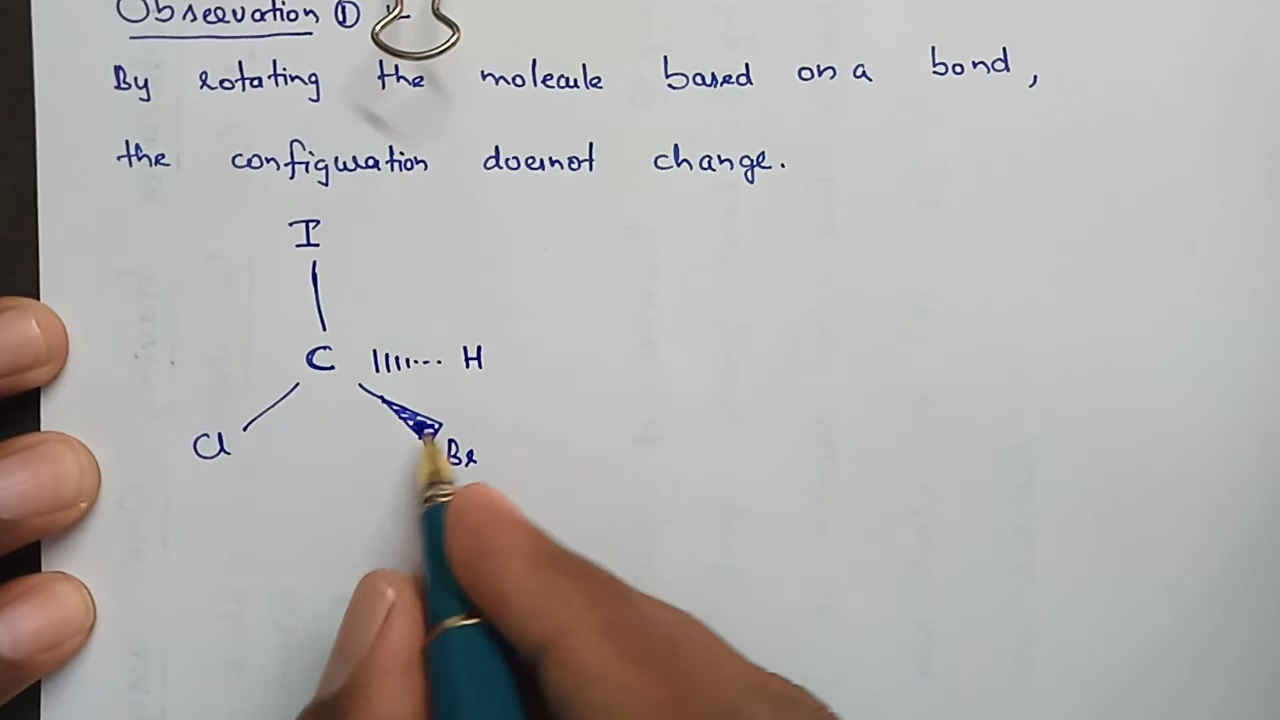 Observation ① :-
By rotating the molecule based on a bond,
the configuration doesnot change.
I
C H
Cl
Br